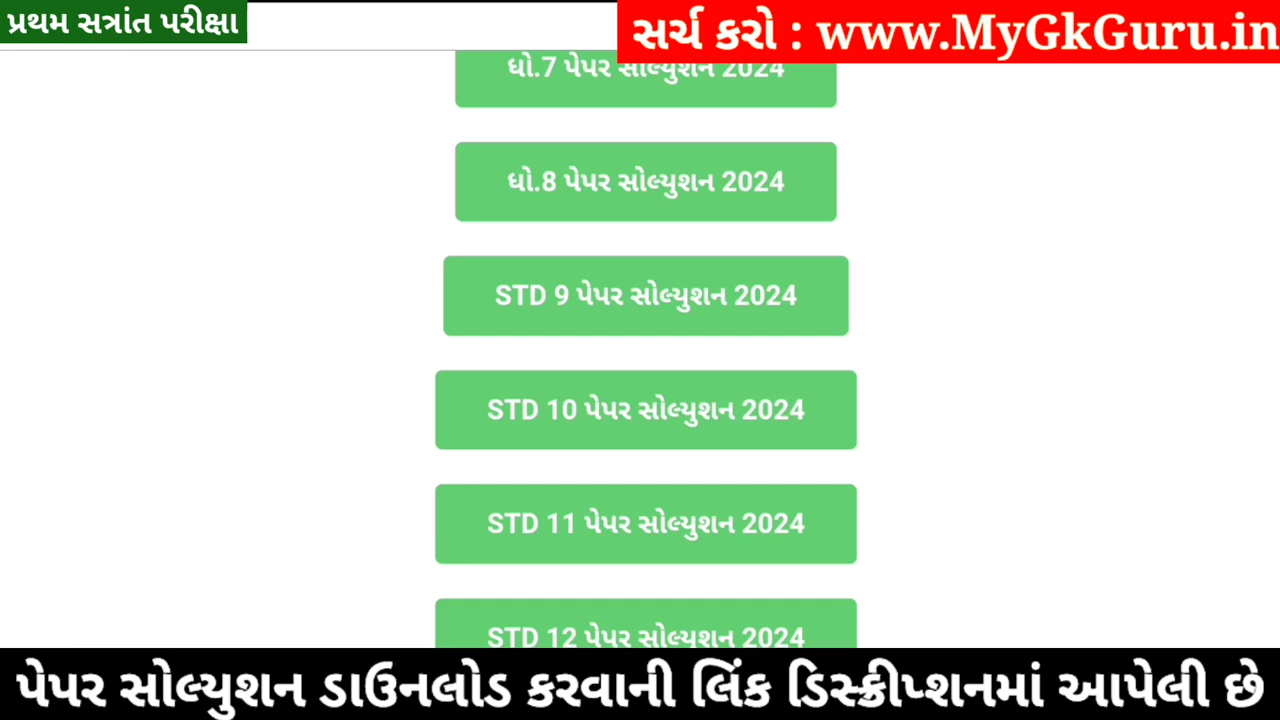 પ્રથમ સત્રાંત પરીક્ષા
સર્ચ કરો : www.MyGkGuru.in
ધો.7 પેપર સોલ્યુશન 2024
ધો.8 પેપર સોલ્યુશન 2024
STD 9 પેપર સોલ્યુશન 2024
STD 10 પેપર સોલ્યુશન 2024
STD 11 પેપર સોલ્યુશન 2024
STD 12 પેપર સોલ્યુશન 2024
પેપર સોલ્યુશન ડાઉનલોડ કરવાની લિંક ડિસ્ક્રીપ્શનમાં આપેલી છે